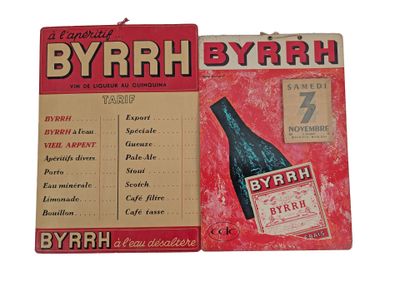 à l'apéritif...
BYRRH
VIN DE LIQUEUR AU QUINQUINA
TARIF
BYRRH
BYRRH à l'eau
VIEIL ARPENT
Apéritifs divers
Porto
Eau minérale
Limonade
Bouillon
Export
Spéciale
Gueuze
Pale-Ale
Stout
Scotch
Café filtre
Café tasse
BYRRH à l'eau désaltère
BYRRH
SAMEDI
3
NOVEMBRE
BYRRH
BYRRH